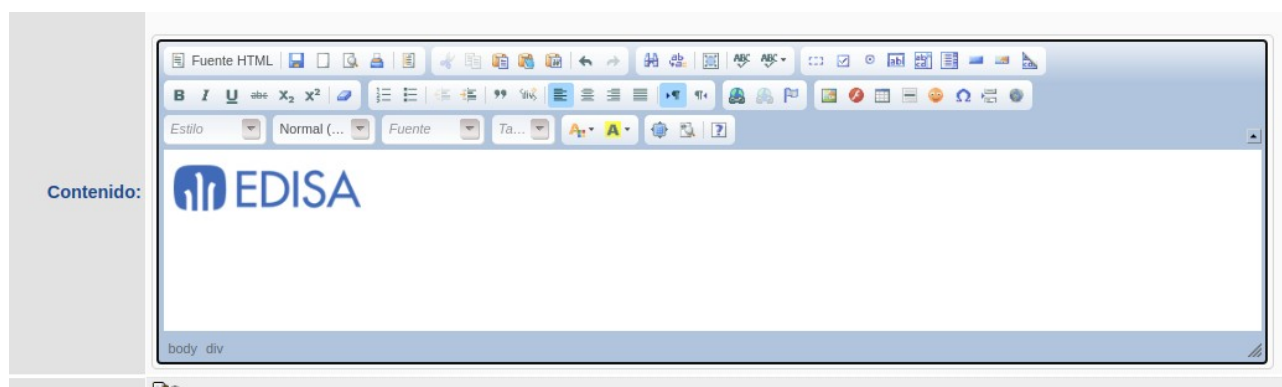 Fuente HTML
B I U abc X₂ X²
Estilo Normal (... Fuente Ta...
Contenido:
EDISA
body div